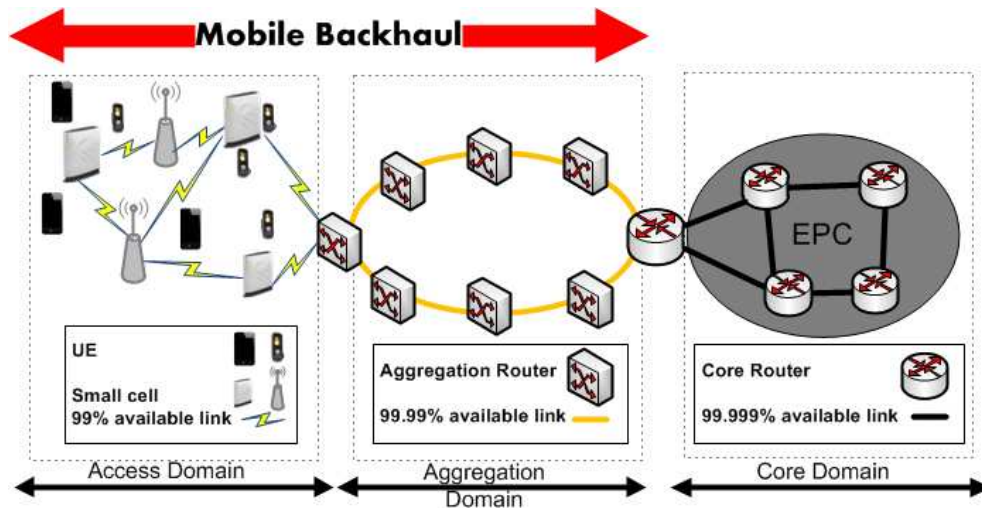 Mobile Backhaul
EPC
UE
Small cell
99% available link
Aggregation Router
99.99% available link
Core Router
99.999% available link
Access Domain
Aggregation
Domain
Core Domain